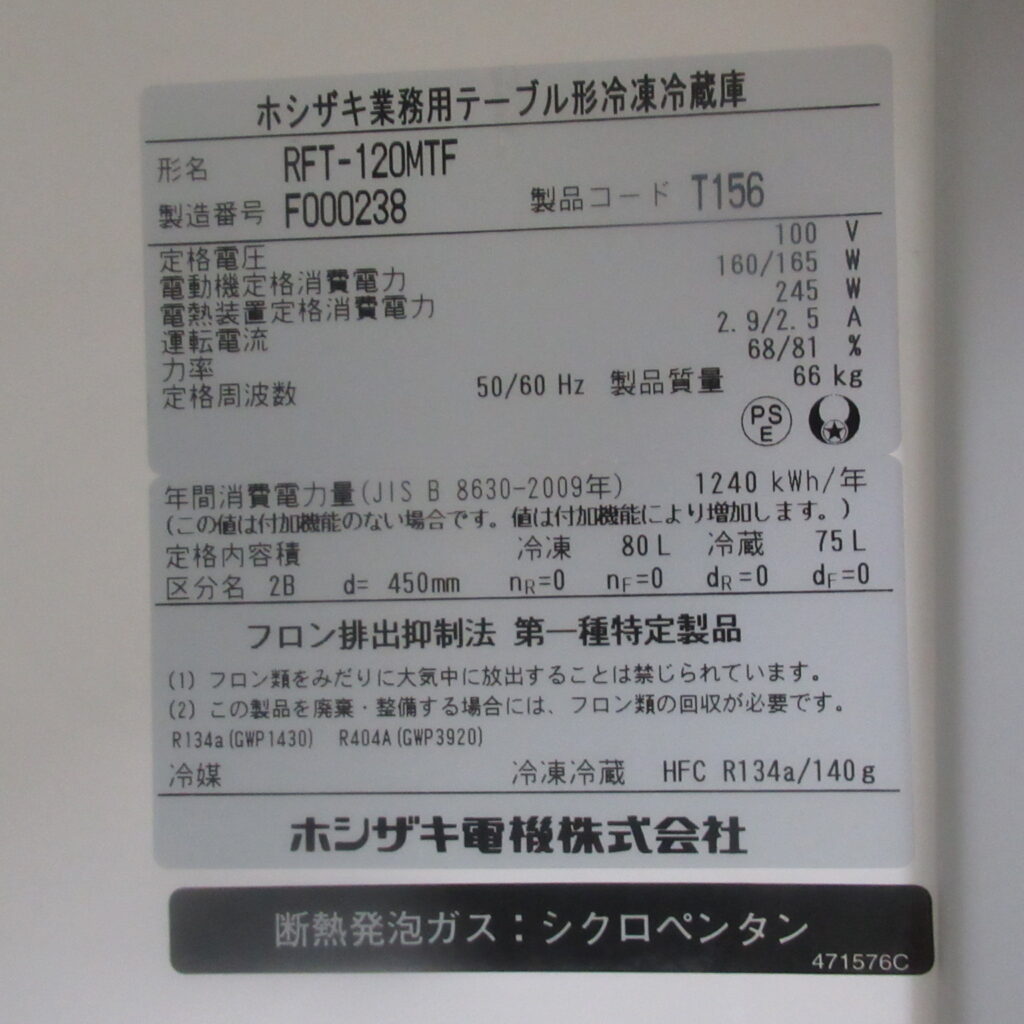 ホシザキ業務用テーブル形冷凍冷蔵庫
形名 RFT-120MTF
製造番号 F000238 製品コード T156
定格電圧 100 V
電動機定格消費電力 160/165 W
電熱装置定格消費電力 245 W
運転電流 2.9/2.5 A
力率 68/81 %
定格周波数 50/60 Hz 製品質量 66 kg
PS
E
年間消費電力量(JIS B 8630-2009年) 1240 kWh/年
(この値は付加機能のない場合です。値は付加機能により増加します。)
定格内容積 冷凍 80L 冷蔵 75L
区分名 2B d= 450mm nR=0 nF=0 dR=0 dF=0
フロン排出抑制法 第一種特定製品
(1) フロン類をみだりに大気中に放出することは禁じられています。
(2) この製品を廃棄・整備する場合には、フロン類の回収が必要です。
R134a(GWP1430) R404A(GWP3920)
冷媒 冷凍冷蔵 HFC R134a/140g
ホシザキ電機株式会社
断熱発泡ガス：シクロペンタン
471576C